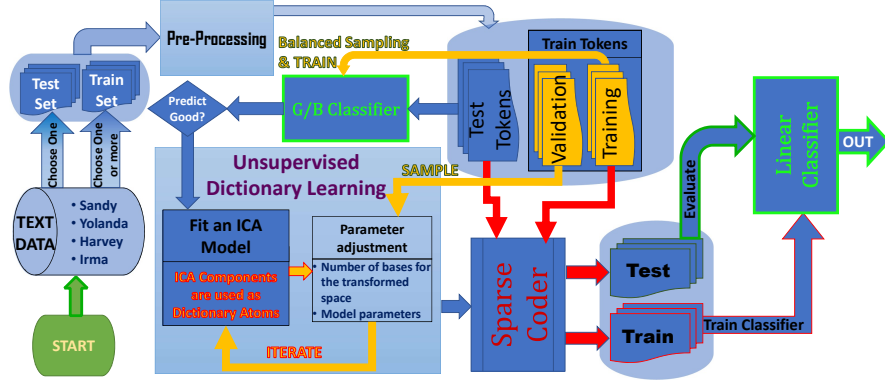 Pre-Processing
Balanced Sampling
& TRAIN
Train Tokens
Test
Set
Train
Set
Test
Tokens
Validation
Training
Predict
Good?
G/B Classifier
Linear
Classifier
OUT
Choose One
Choose One
or more
Unsupervised
Dictionary Learning
SAMPLE
Evaluate
TEXT
DATA
• Sandy
• Yolanda
• Harvey
• Irma
Fit an ICA
Model
ICA Components
are used as
Dictionary Atoms
Parameter
adjustment
• Number of bases for
the transformed
space
• Model parameters
Sparse
Coder
Test
Train
Train Classifier
START
ITERATE